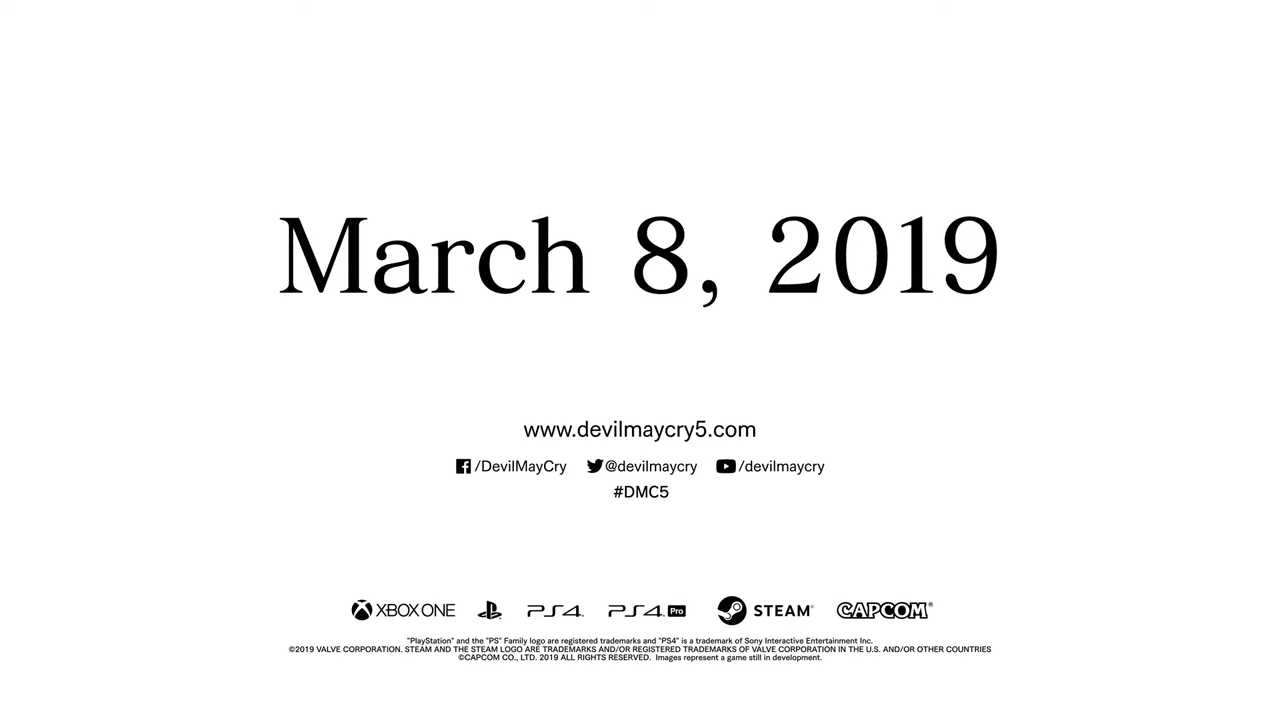 March 8, 2019
www.devilmaycry5.com
/DevilMayCry @devilmaycry /devilmaycry
#DMC5
XBOX ONE PS4 PS4 Pro STEAM® CAPCOM®
"PlayStation" and the "PS" Family logo are registered trademarks and "PS4" is a trademark of Sony Interactive Entertainment Inc.
©2019 VALVE CORPORATION. STEAM AND THE STEAM LOGO ARE TRADEMARKS AND/OR REGISTERED TRADEMARKS OF VALVE CORPORATION IN THE U.S. AND/OR OTHER COUNTRIES
©CAPCOM CO., LTD. 2019 ALL RIGHTS RESERVED. Images represent a game still in development.